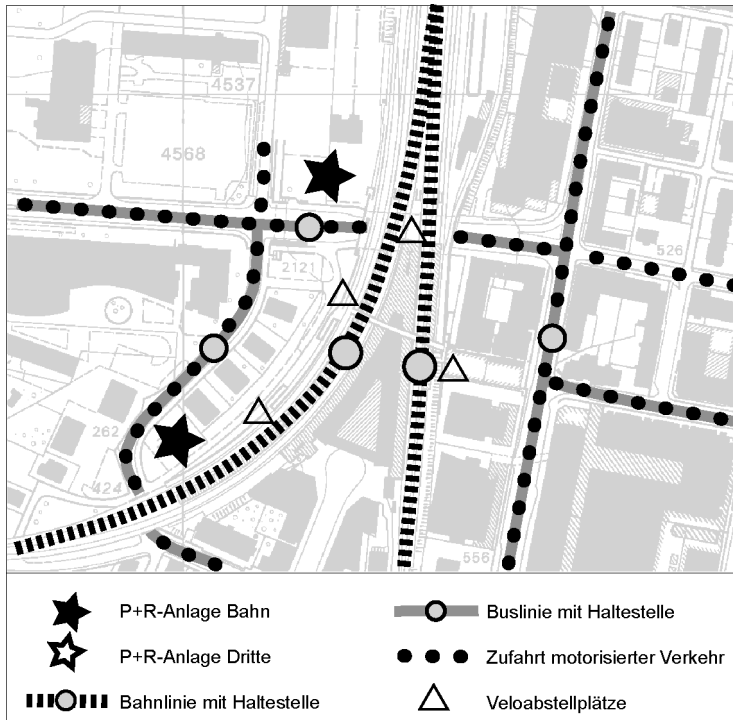 4537
4568
526
2121
262
424
556
P+R-Anlage Bahn
Buslinie mit Haltestelle
P+R-Anlage Dritte
Zufahrt motorisierter Verkehr
Bahnlinie mit Haltestelle
Veloabstellplätze